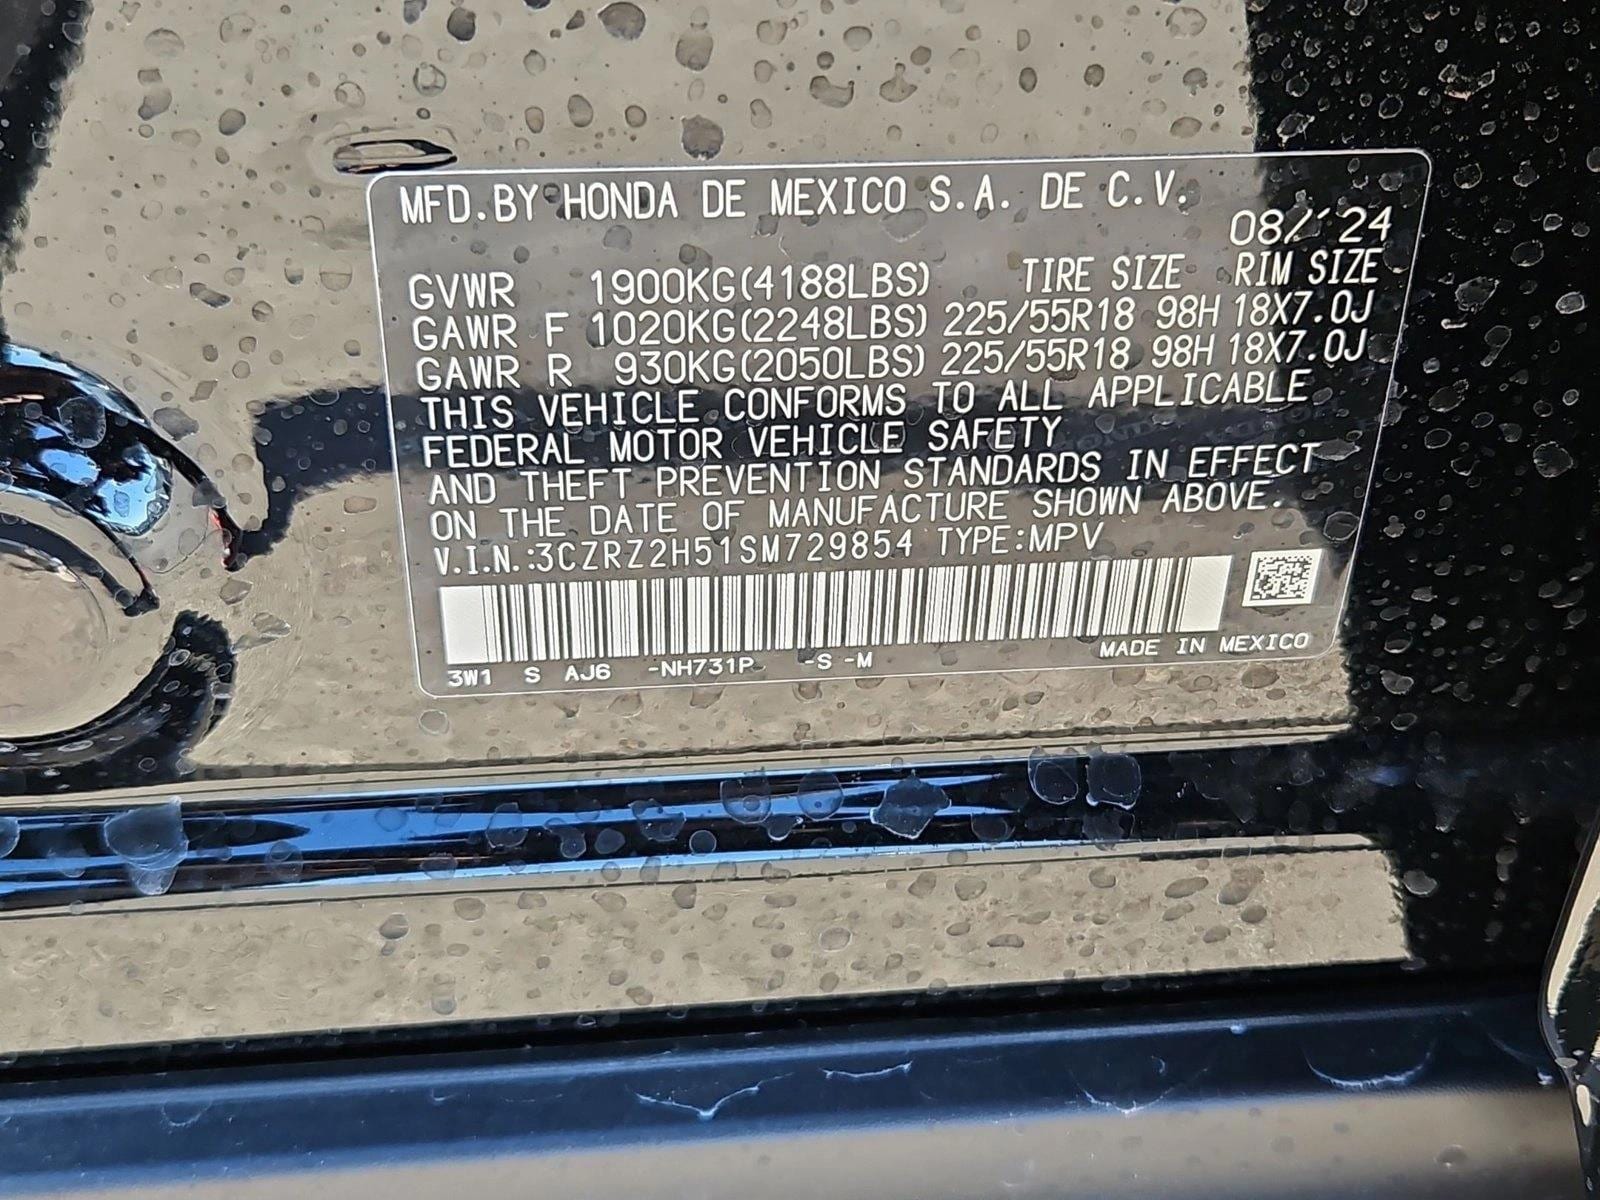 MFD.BY HONDA DE MEXICO S.A. DE C.V.
08/'24
GVWR 1900KG(4188LBS) TIRE SIZE RIM SIZE
GAWR F 1020KG(2248LBS) 225/55R18 98H 18X7.0J
GAWR R 930KG(2050LBS) 225/55R18 98H 18X7.0J
THIS VEHICLE CONFORMS TO ALL APPLICABLE
FEDERAL MOTOR VEHICLE SAFETY
AND THEFT PREVENTION STANDARDS IN EFFECT
ON THE DATE OF MANUFACTURE SHOWN ABOVE.
V.I.N.:3CZRZ2H51SM729854 TYPE:MPV
3W1 S AJ6 -NH731P -S -M MADE IN MEXICO